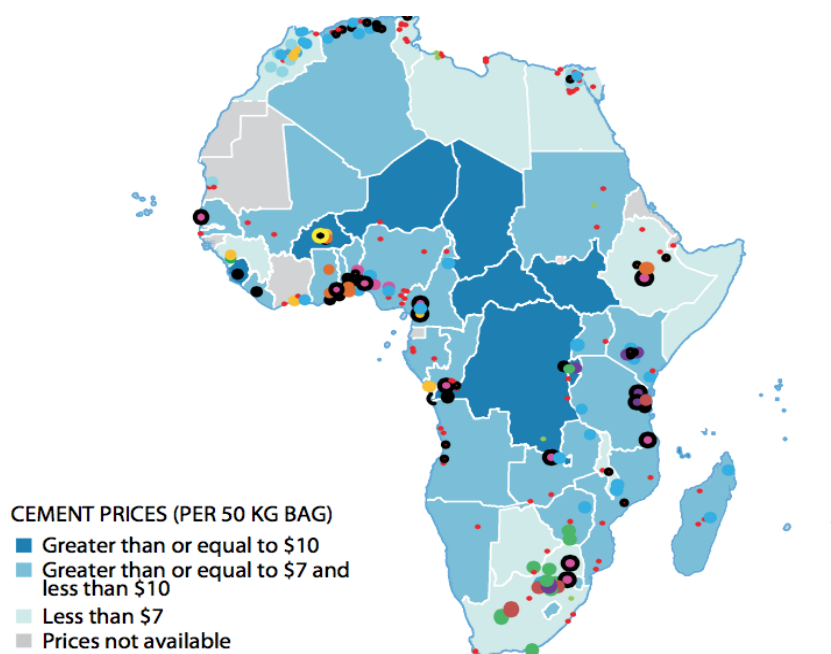 CEMENT PRICES (PER 50 KG BAG)
Greater than or equal to $10
Greater than or equal to $7 and
less than $10
Less than $7
Prices not available